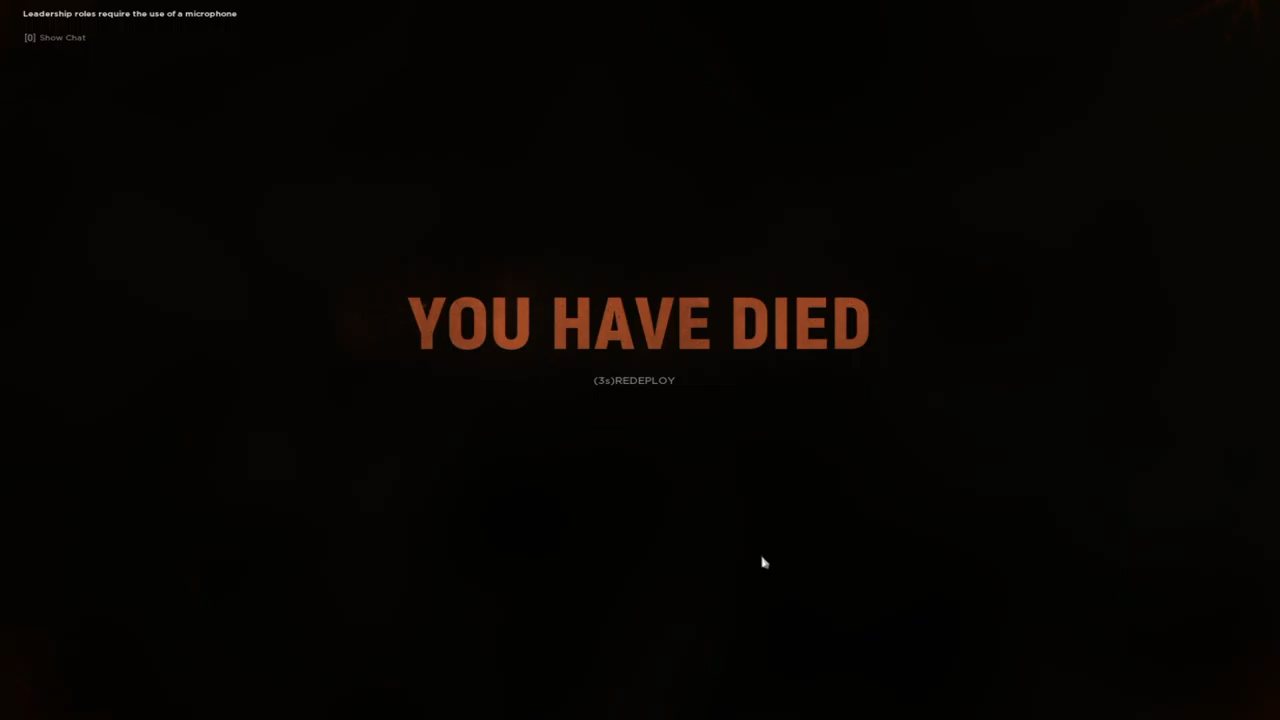 Leadership roles require the use of a microphone
[0] Show Chat
YOU HAVE DIED
(3s)REDEPLOY